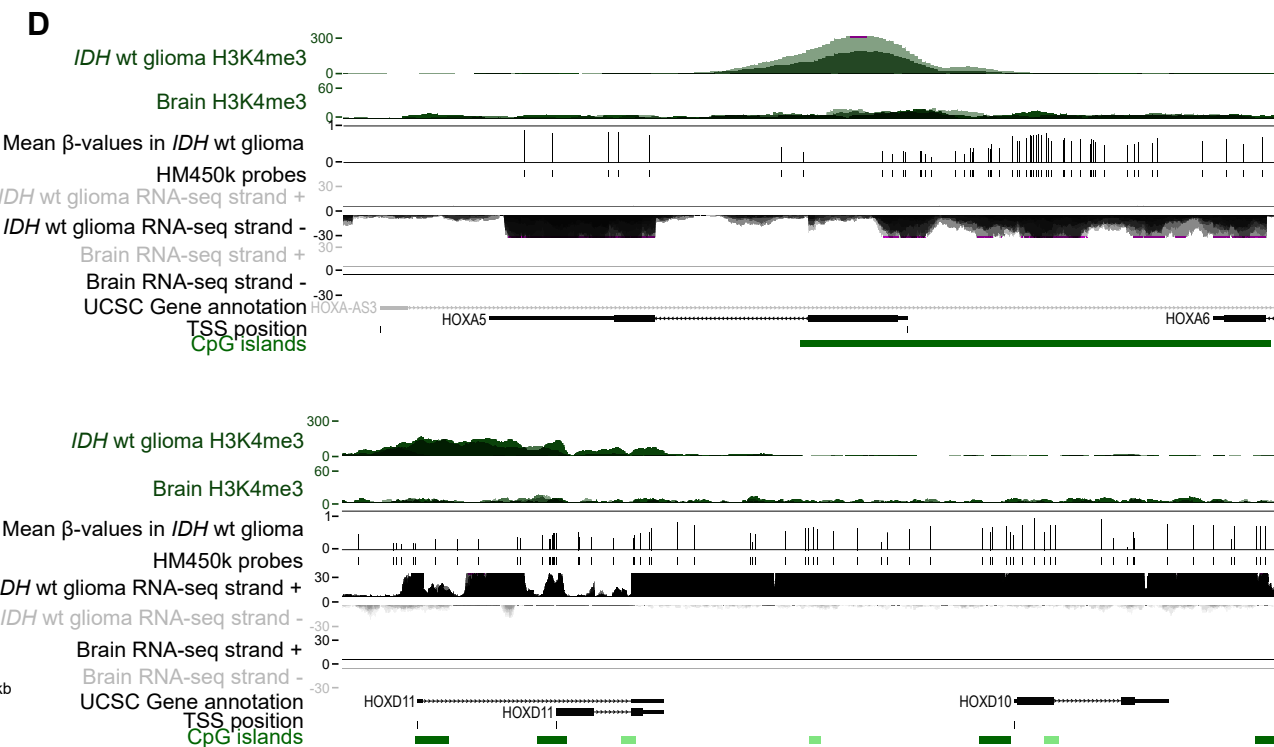 D
IDH wt glioma H3K4me3
300
0
Brain H3K4me3
60
0
Mean β-values in IDH wt glioma
1
0
HM450k probes
IDH wt glioma RNA-seq strand +
30
0
IDH wt glioma RNA-seq strand -
-30
Brain RNA-seq strand +
30
0
Brain RNA-seq strand -
-30
UCSC Gene annotation
HOXA-AS3
HOXA5
HOXA6
TSS position
CpG islands
IDH wt glioma H3K4me3
300
0
Brain H3K4me3
60
0
Mean β-values in IDH wt glioma
1
0
HM450k probes
DH wt glioma RNA-seq strand +
30
0
IDH wt glioma RNA-seq strand -
-30
Brain RNA-seq strand +
30
0
Brain RNA-seq strand -
-30
kb
UCSC Gene annotation
HOXD11
HOXD10
HOXD11
TSS position
CpG islands